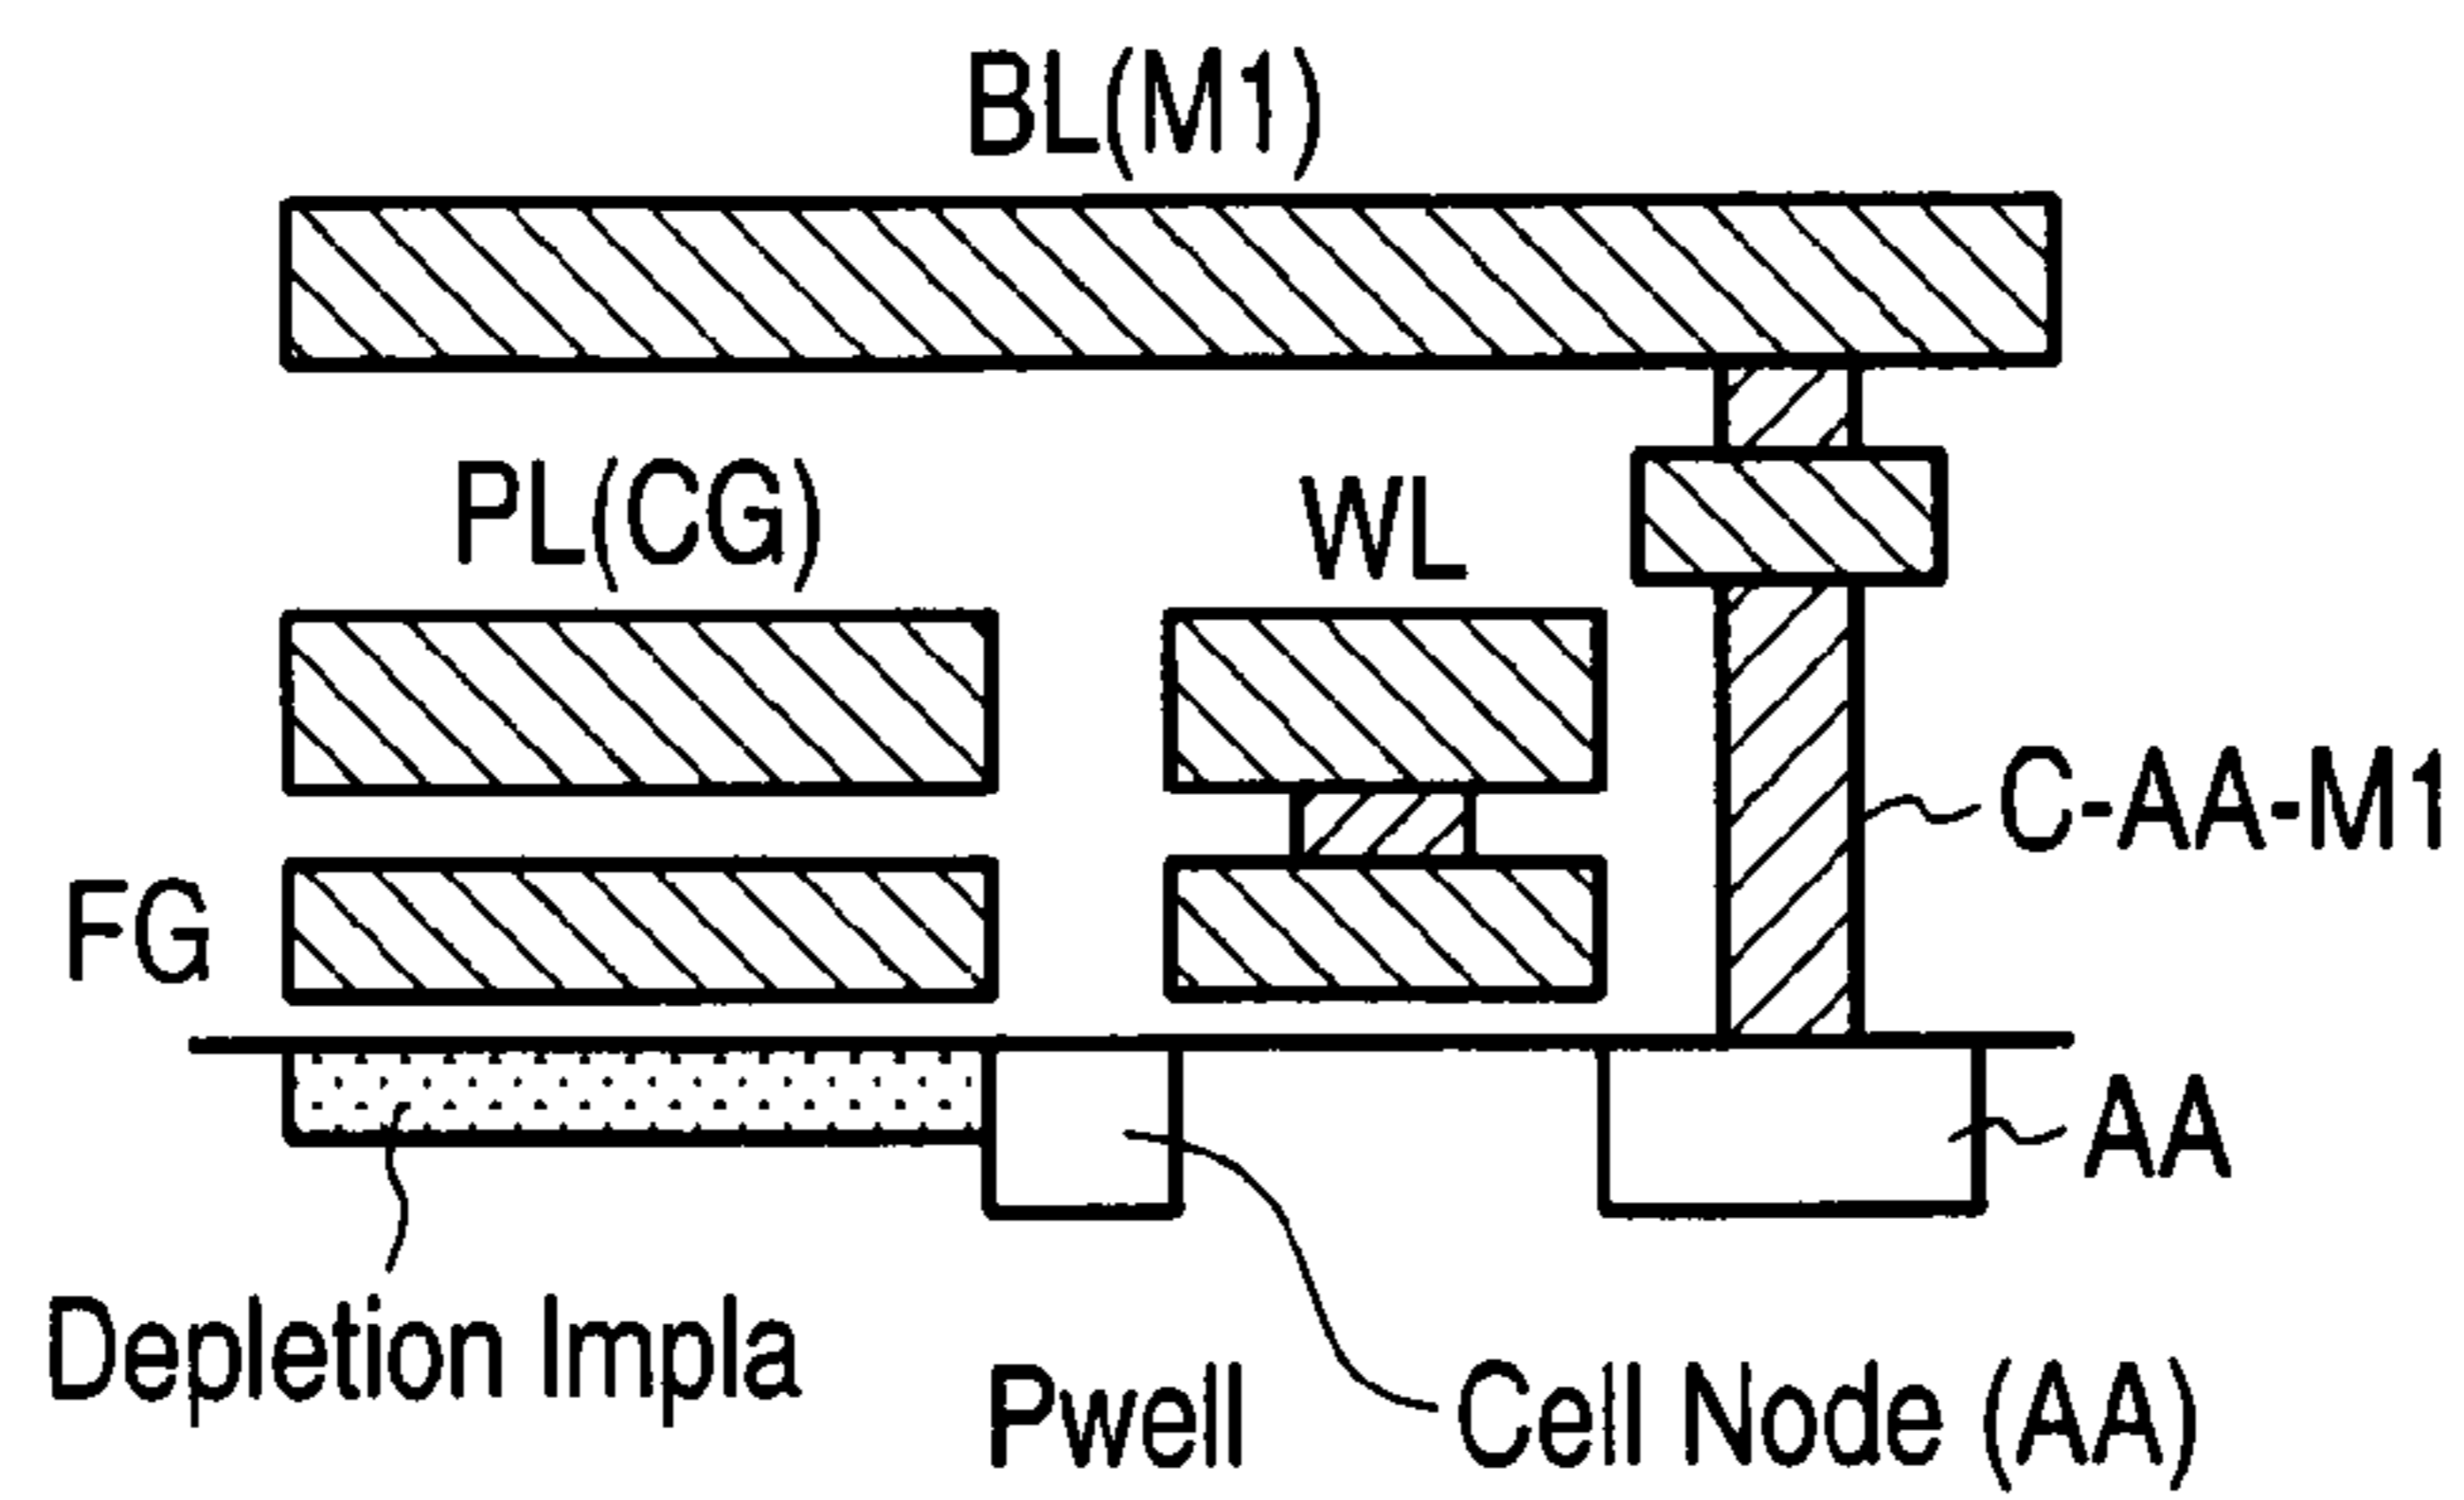 BL(M1)
PL(CG)
WL
C-AA-M1
FG
AA
Depletion Impla
Pwell
Cell Node (AA)